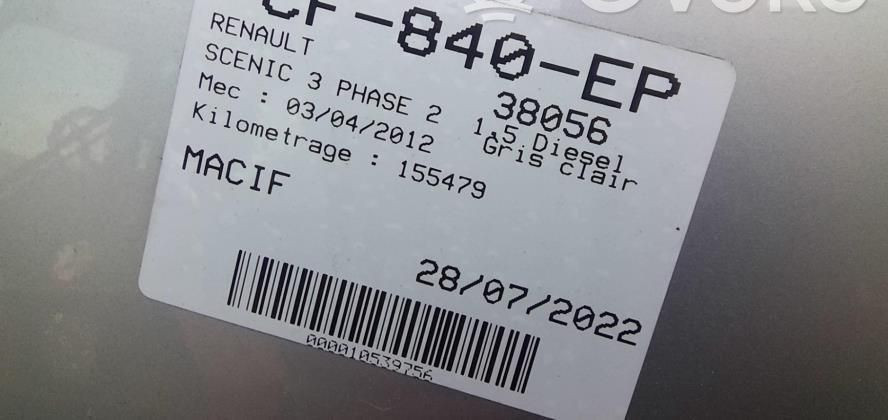 CF-840-EP
RENAULT 38056
SCENIC 3 PHASE 2 1,5 Diesel
Mec : 03/04/2012 Gris clair
Kilometrage : 155479
MACIF
28/07/2022
000010539756